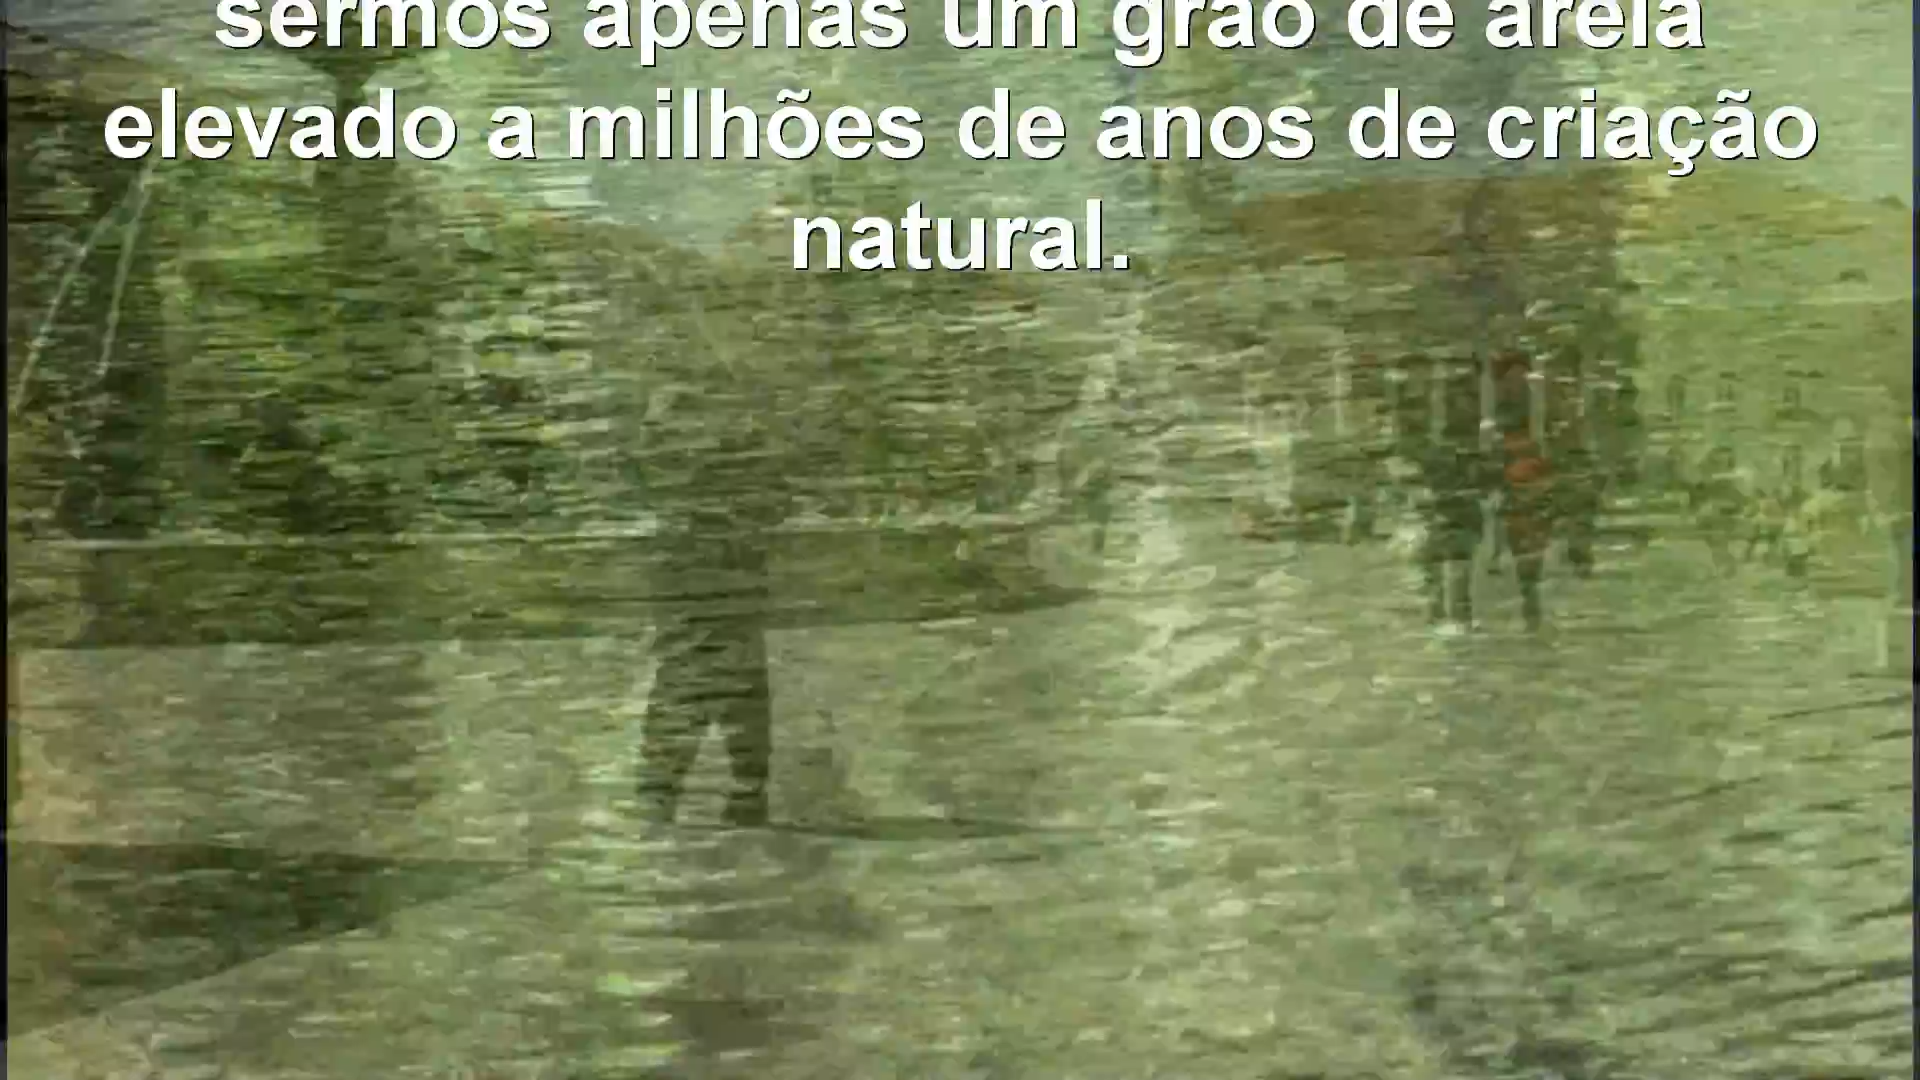 sermos apenas um grão de areia
elevado a milhões de anos de criação
natural.